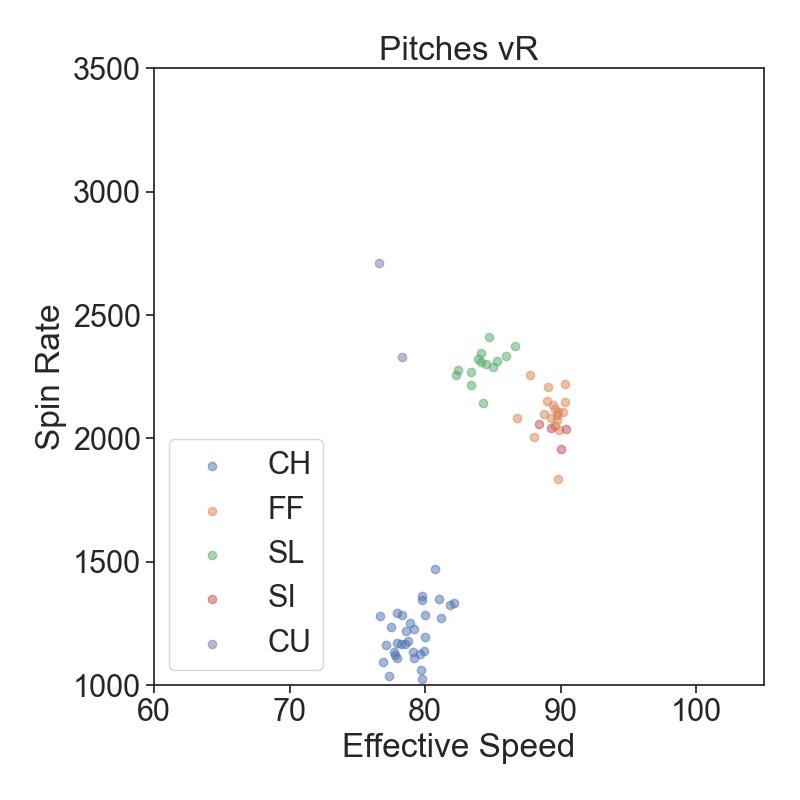 Pitches vR
Spin Rate
3500
3000
2500
2000
1500
1000
CH
FF
SL
SI
CU
60 70 80 90 100
Effective Speed